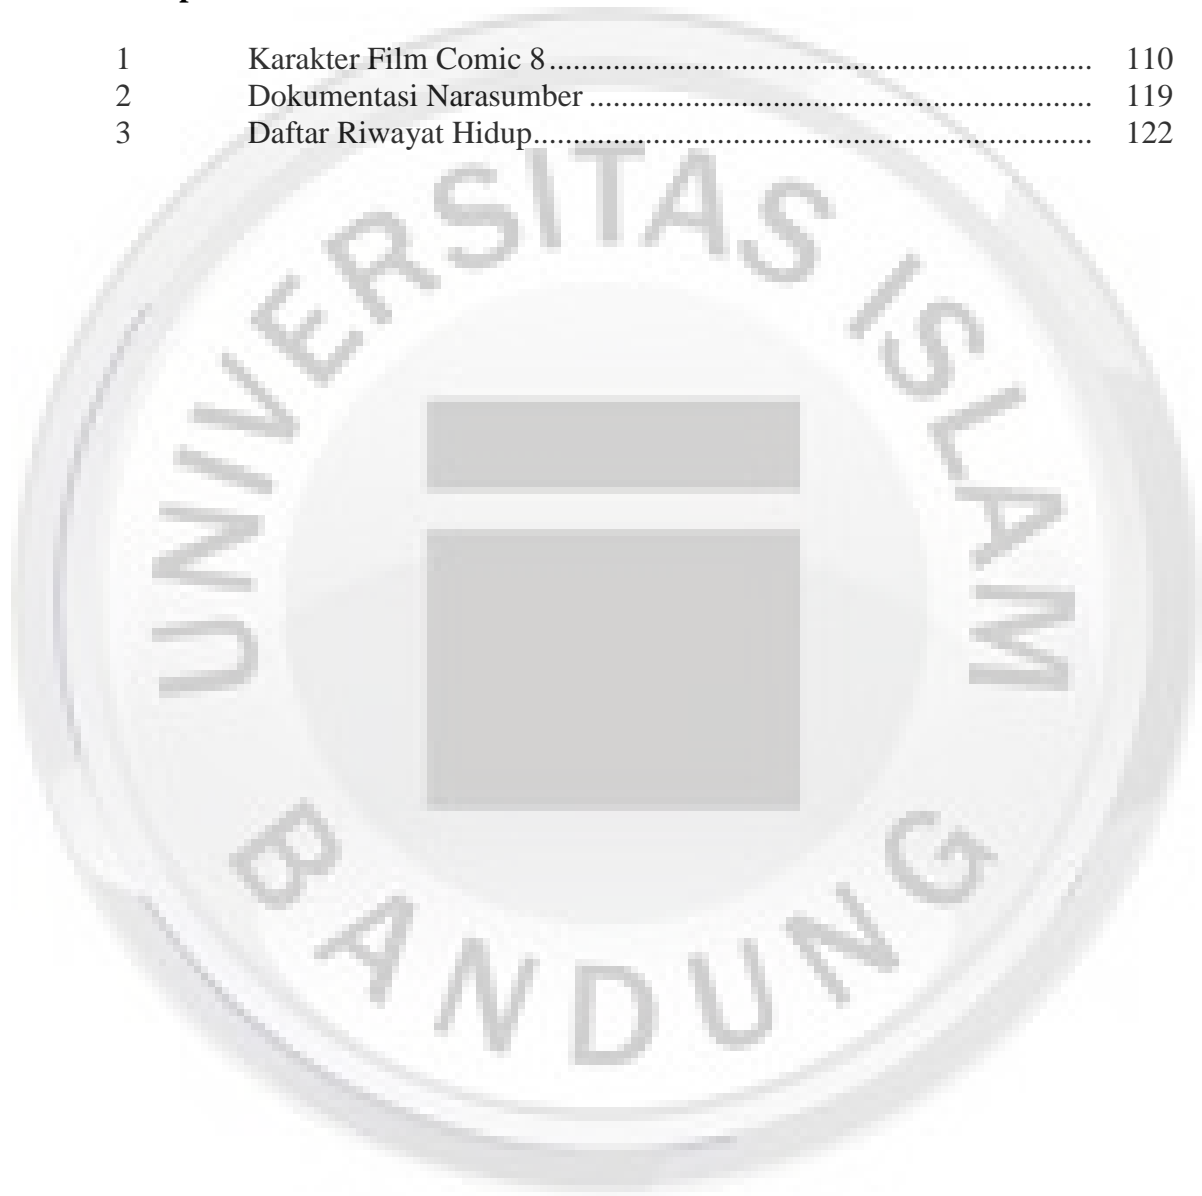 1 Karakter Film Comic 8 .................................................................... 110
2 Dokumentasi Narasumber ............................................................... 119
3 Daftar Riwayat Hidup...................................................................... 122
UNIVERSITAS ISLAM
BANDUNG